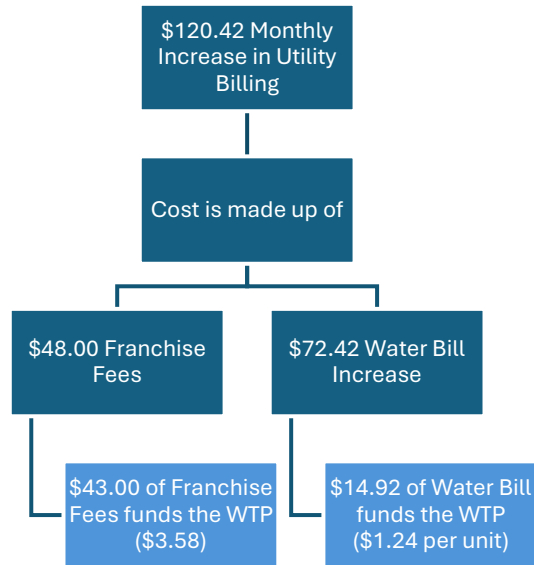 $120.42 Monthly
Increase in Utility
Billing
Cost is made up of
$48.00 Franchise
Fees
$72.42 Water Bill
Increase
$43.00 of Franchise
Fees funds the WTP
($3.58)
$14.92 of Water Bill
funds the WTP
($1.24 per unit)